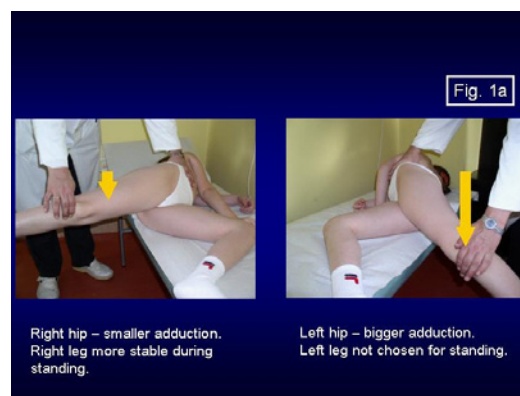 Fig. 1a
Right hip – smaller adduction.
Right leg more stable during
standing.
Left hip – bigger adduction.
Left leg not chosen for standing.